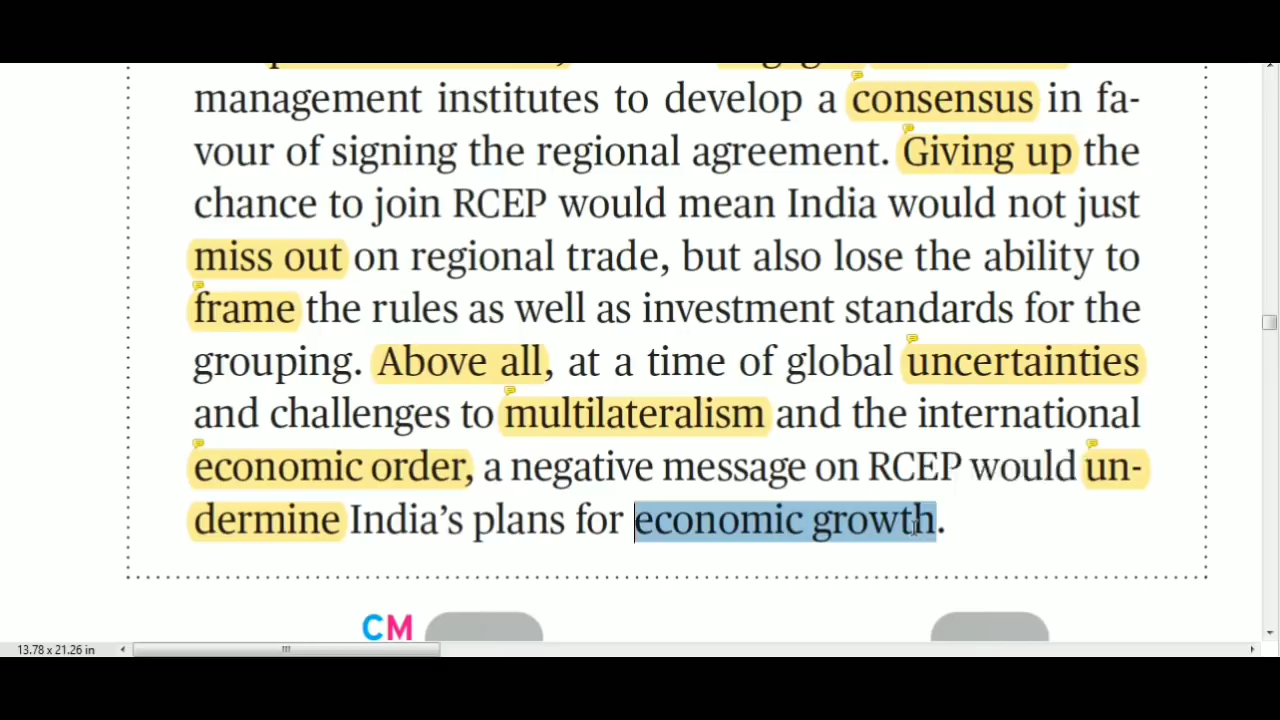 management institutes to develop a consensus in fa-
vour of signing the regional agreement. Giving up the
chance to join RCEP would mean India would not just
miss out on regional trade, but also lose the ability to
frame the rules as well as investment standards for the
grouping. Above all, at a time of global uncertainties
and challenges to multilateralism and the international
economic order, a negative message on RCEP would un-
dermine India’s plans for economic growth.
CM
13.78 x 21.26 in